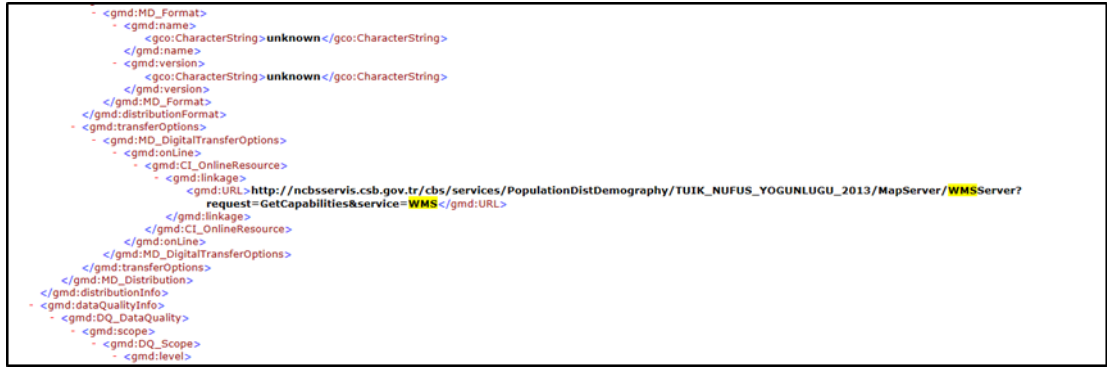 - <gmd:MD_Format>
- <gmd:name>
<gco:CharacterString>unknown</gco:CharacterString>
</gmd:name>
- <gmd:version>
<gco:CharacterString>unknown</gco:CharacterString>
</gmd:version>
</gmd:MD_Format>
</gmd:distributionFormat>
- <gmd:transferOptions>
- <gmd:MD_DigitalTransferOptions>
- <gmd:onLine>
- <gmd:CI_OnlineResource>
- <gmd:linkage>
<gmd:URL>http://ncbsservis.csb.gov.tr/cbs/services/PopulationDistDemography/TUIK_NUFUS_YOGUNLUGU_2013/MapServer/WMSServer?
request=GetCapabilities&service=WMS</gmd:URL>
</gmd:linkage>
</gmd:CI_OnlineResource>
</gmd:onLine>
</gmd:MD_DigitalTransferOptions>
</gmd:transferOptions>
</gmd:MD_Distribution>
</gmd:distributionInfo>
- <gmd:dataQualityInfo>
- <gmd:DQ_DataQuality>
- <gmd:scope>
- <gmd:DQ_Scope>
- <gmd:level>